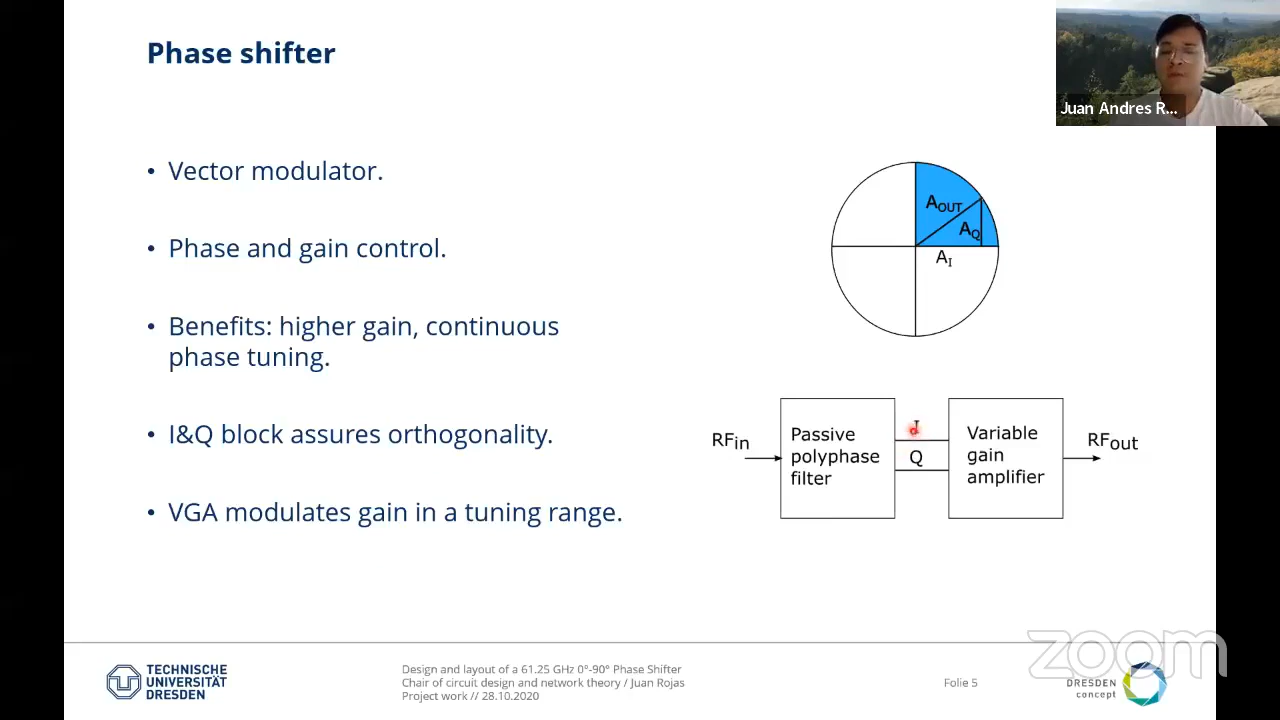 Phase shifter
Juan Andres R...
• Vector modulator.
• Phase and gain control.
• Benefits: higher gain, continuous
phase tuning.
• I&Q block assures orthogonality.
• VGA modulates gain in a tuning range.
AOUT
AQ
AI
RFin
Passive
polyphase
filter
I
Q
Variable
gain
amplifier
RFout
zoom
TECHNISCHE
UNIVERSITÄT
DRESDEN
Design and layout of a 61.25 GHz 0°-90° Phase Shifter
Chair of circuit design and network theory / Juan Rojas
Project work // 28.10.2020
Folie 5
DRESDEN
concept